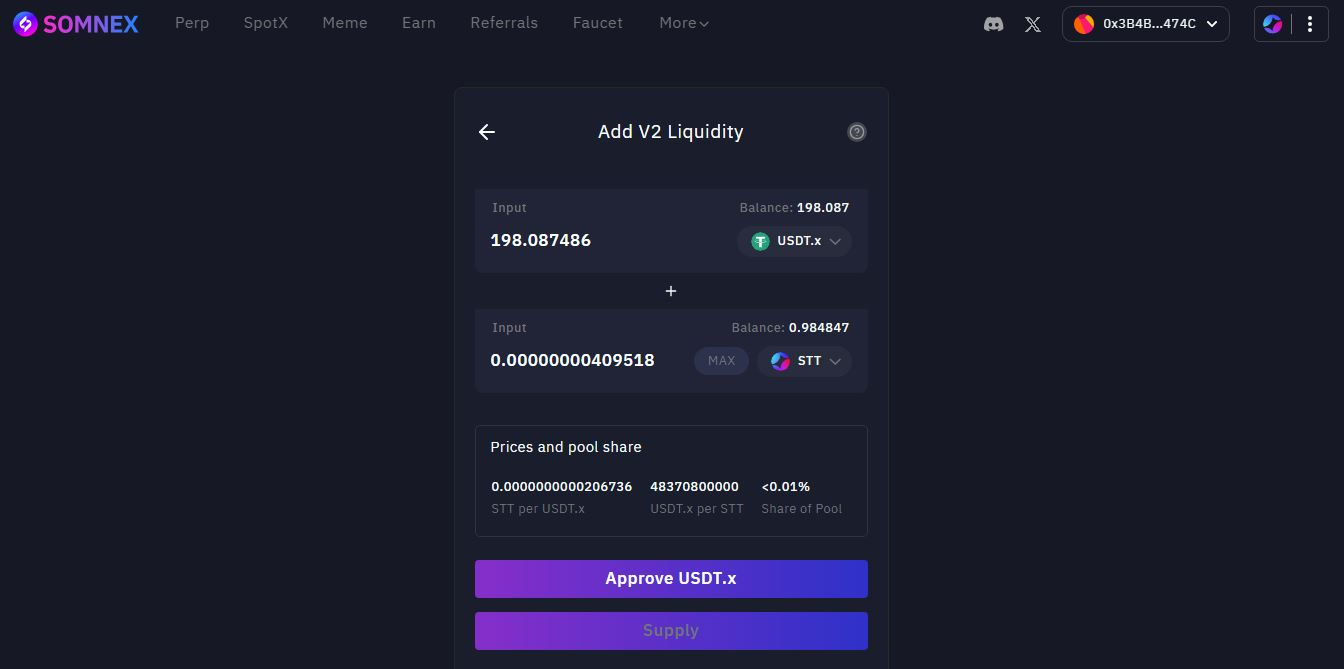 SOMNEX Perp SpotX Meme Earn Referrals Faucet More 0x3B4B...474C
Add V2 Liquidity
Input Balance: 198.087
198.087486 USDT.x
+
Input Balance: 0.984847
0.00000000409518 MAX STT
Prices and pool share
0.0000000000206736 48370800000 <0.01%
STT per USDT.x USDT.x per STT Share of Pool
Approve USDT.x
Supply